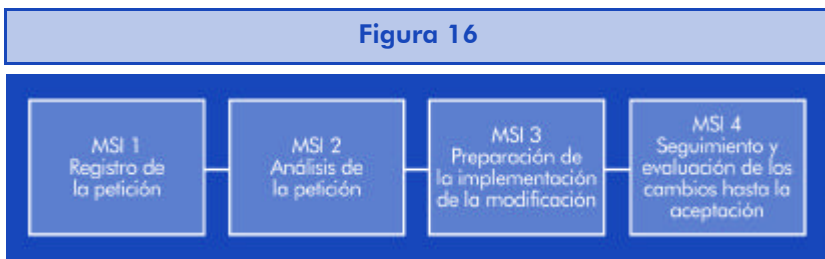 Figura 16
MSI 1
Registro de
la petición
MSI 2
Análisis de
la petición
MSI 3
Preparación de
la implementación
de la modificación
MSI 4
Seguimiento y
evaluación de los
cambios hasta la
aceptación